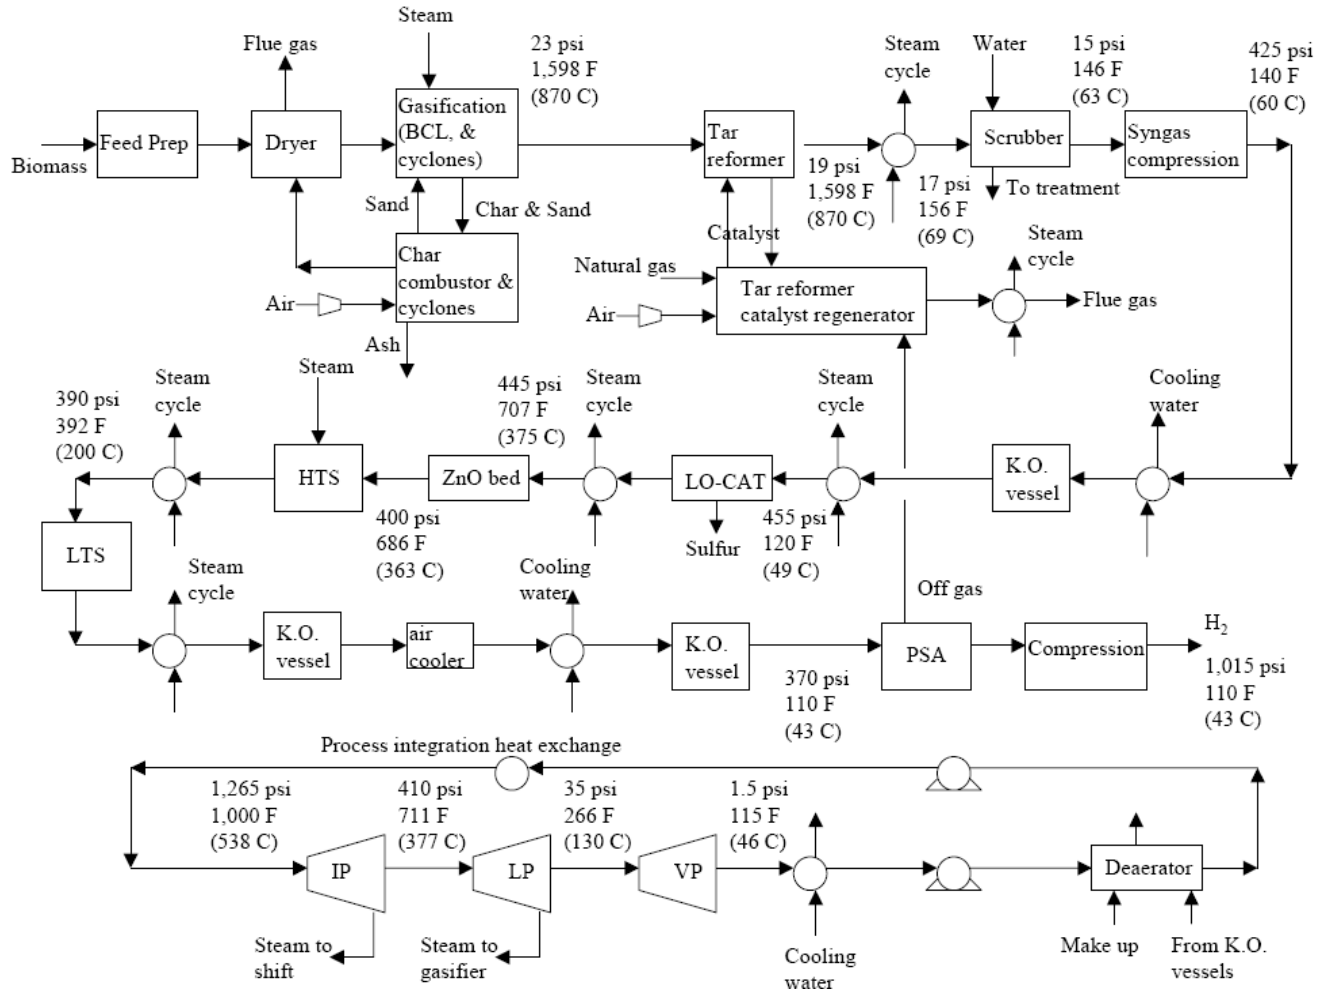 Steam
Flue gas
23 psi
1,598 F
(870 C)
Steam
cycle
Water
15 psi
146 F
(63 C)
425 psi
140 F
(60 C)
Biomass
Feed Prep
Dryer
Gasification
(BCL, &
cyclones)
Tar
reformer
19 psi
1,598 F
(870 C)
17 psi
156 F
(69 C)
Scrubber
To treatment
Syngas
compression
Sand
Char & Sand
Catalyst
Char
combustor &
cyclones
Air
Ash
Natural gas
Air
Tar reformer
catalyst regenerator
Steam
cycle
Flue gas
390 psi
392 F
(200 C)
Steam
cycle
Steam
445 psi
707 F
(375 C)
Steam
cycle
Steam
cycle
Cooling
water
HTS
ZnO bed
LO-CAT
K.O.
vessel
400 psi
686 F
(363 C)
Sulfur
455 psi
120 F
(49 C)
LTS
Steam
cycle
Cooling
water
Off gas
K.O.
vessel
air
cooler
K.O.
vessel
370 psi
110 F
(43 C)
PSA
Compression
H2
1,015 psi
110 F
(43 C)
Process integration heat exchange
1,265 psi
1,000 F
(538 C)
410 psi
711 F
(377 C)
35 psi
266 F
(130 C)
1.5 psi
115 F
(46 C)
IP
LP
VP
Deaerator
Steam to
shift
Steam to
gasifier
Cooling
water
Make up
From K.O.
vessels